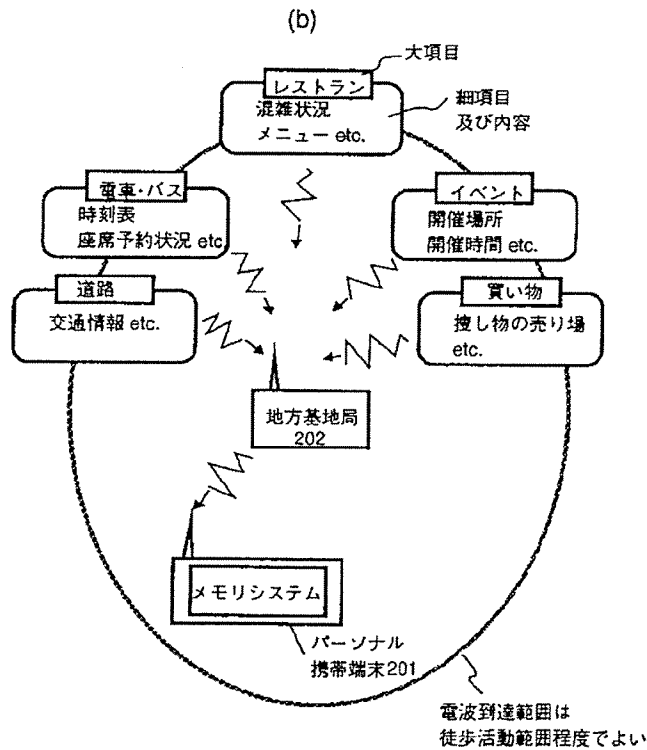 (b)
大項目
レストラン
混雑状況
メニュー etc.
細項目
及び内容
電車・バス
時刻表
座席予約状況 etc.
イベント
開催場所
開催時間 etc.
道路
交通情報 etc.
買い物
捜し物の売り場
etc.
地方基地局
202
メモリシステム
パーソナル
携帯端末201
電波到達範囲は
徒歩活動範囲程度でよい